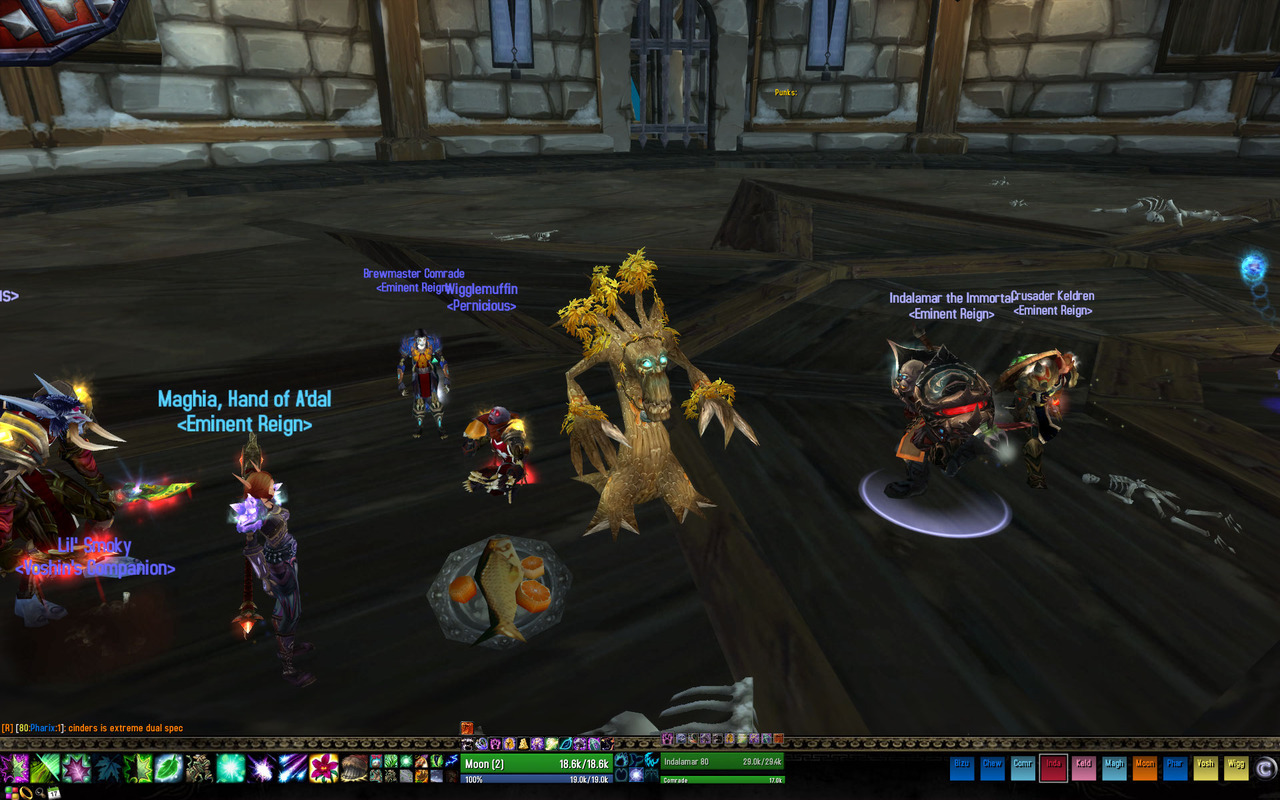 Punks:
Brewmaster Comrade
<Eminent Reign>
Wigglemuffin
<Pernicious>
Indalamar the Immortal
<Eminent Reign>
Crusader Keldren
<Eminent Reign>
Maghia, Hand of A'dal
<Eminent Reign>
Lil' Smoky
<Yoshin's Companion>
[R] [80:Pharix:1]: cinders is extreme dual spec
Moon (2) 18.6k/18.6k
100% 19.0k/19.0k
Indalamar 80 29.0k/29.4k
Comrade 17.0k
Bizu Chew Comr Inda Keld Magh Moon Phar Yosh Wigg